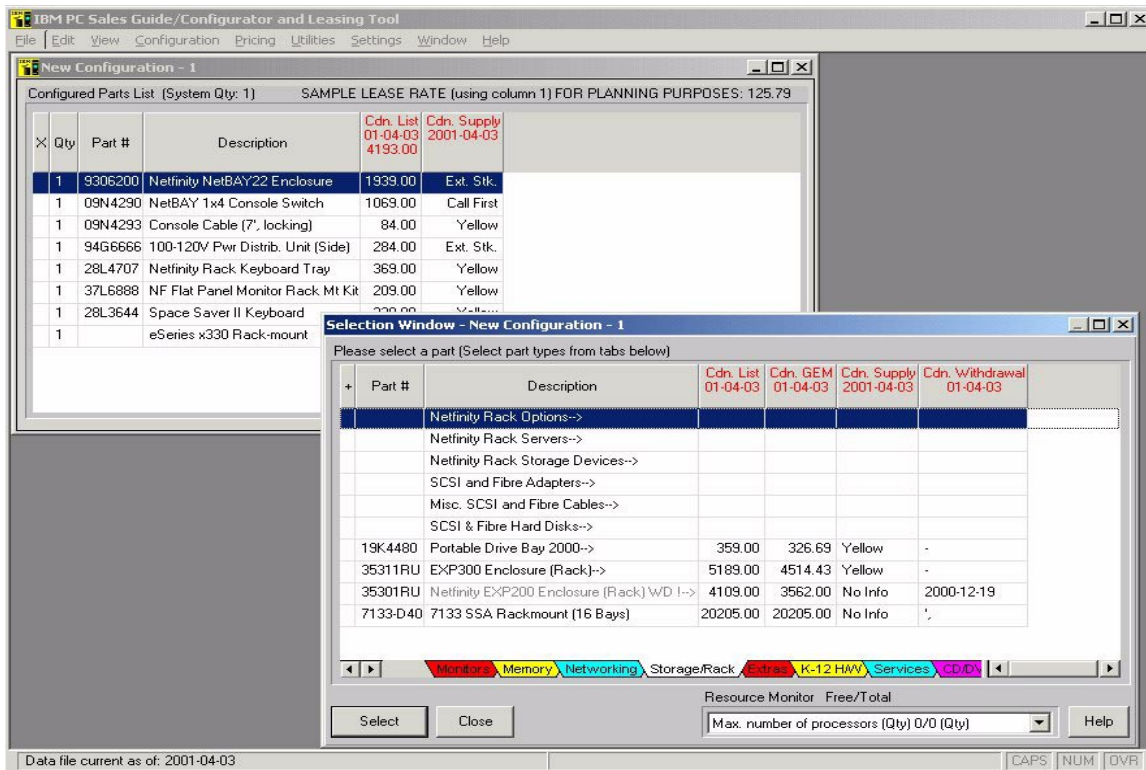 IBM PC Sales Guide/Configurator and Leasing Tool
File Edit View Configuration Pricing Utilities Settings Window Help
New Configuration - 1
Configured Parts List (System Qty: 1) SAMPLE LEASE RATE (using column 1) FOR PLANNING PURPOSES: 125.79
X Qty Part # Description Cdn. List 01-04-03 4193.00 Cdn. Supply 2001-04-03
1 9306200 Netfinity NetBAY22 Enclosure 1939.00 Ext. Stk.
1 09N4290 NetBAY 1x4 Console Switch 1069.00 Call First
1 09N4293 Console Cable (7', locking) 84.00 Yellow
1 94G6666 100-120V Pwr Distrib. Unit (Side) 284.00 Ext. Stk.
1 28L4707 Netfinity Rack Keyboard Tray 369.00 Yellow
1 37L6888 NF Flat Panel Monitor Rack Mt Kit 209.00 Yellow
1 28L3644 Space Saver II Keyboard
1 eSeries x330 Rack-mount
Selection Window - New Configuration - 1
Please select a part (Select part types from tabs below)
+ Part # Description Cdn. List 01-04-03 Cdn. GEM 01-04-03 Cdn. Supply 2001-04-03 Cdn. Withdrawal 01-04-03
Netfinity Rack Options-->
Netfinity Rack Servers-->
Netfinity Rack Storage Devices-->
SCSI and Fibre Adapters-->
Misc. SCSI and Fibre Cables-->
SCSI & Fibre Hard Disks-->
19K4480 Portable Drive Bay 2000--> 359.00 326.69 Yellow -
35311RU EXP300 Enclosure (Rack)--> 5189.00 4514.43 Yellow -
35301RU Netfinity EXP200 Enclosure (Rack) WD !--> 4109.00 3562.00 No Info 2000-12-19
7133-D40 7133 SSA Rackmount (16 Bays) 20205.00 20205.00 No Info ',
Monitors Memory Networking Storage/Rack Extras K-12 H/W Services CD/DV
Resource Monitor Free/Total
Select Close Max. number of processors (Qty) 0/0 (Qty) Help
Data file current as of: 2001-04-03 CAPS NUM OVR